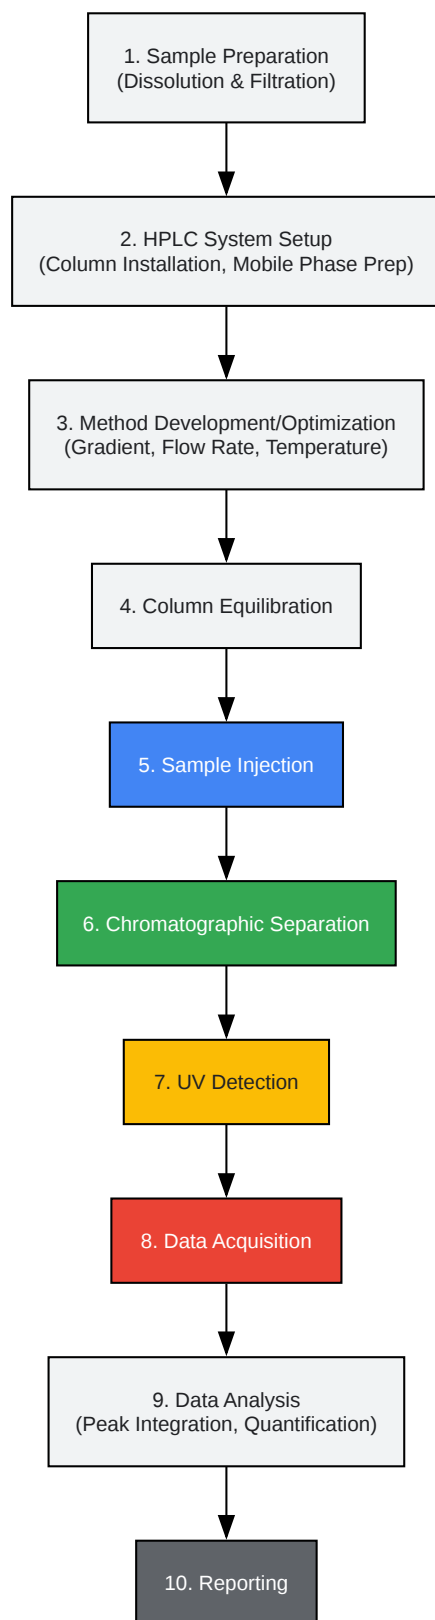 1. Sample Preparation
(Dissolution & Filtration)
2. HPLC System Setup
(Column Installation, Mobile Phase Prep)
3. Method Development/Optimization
(Gradient, Flow Rate, Temperature)
4. Column Equilibration
5. Sample Injection
6. Chromatographic Separation
7. UV Detection
8. Data Acquisition
9. Data Analysis
(Peak Integration, Quantification)
10. Reporting